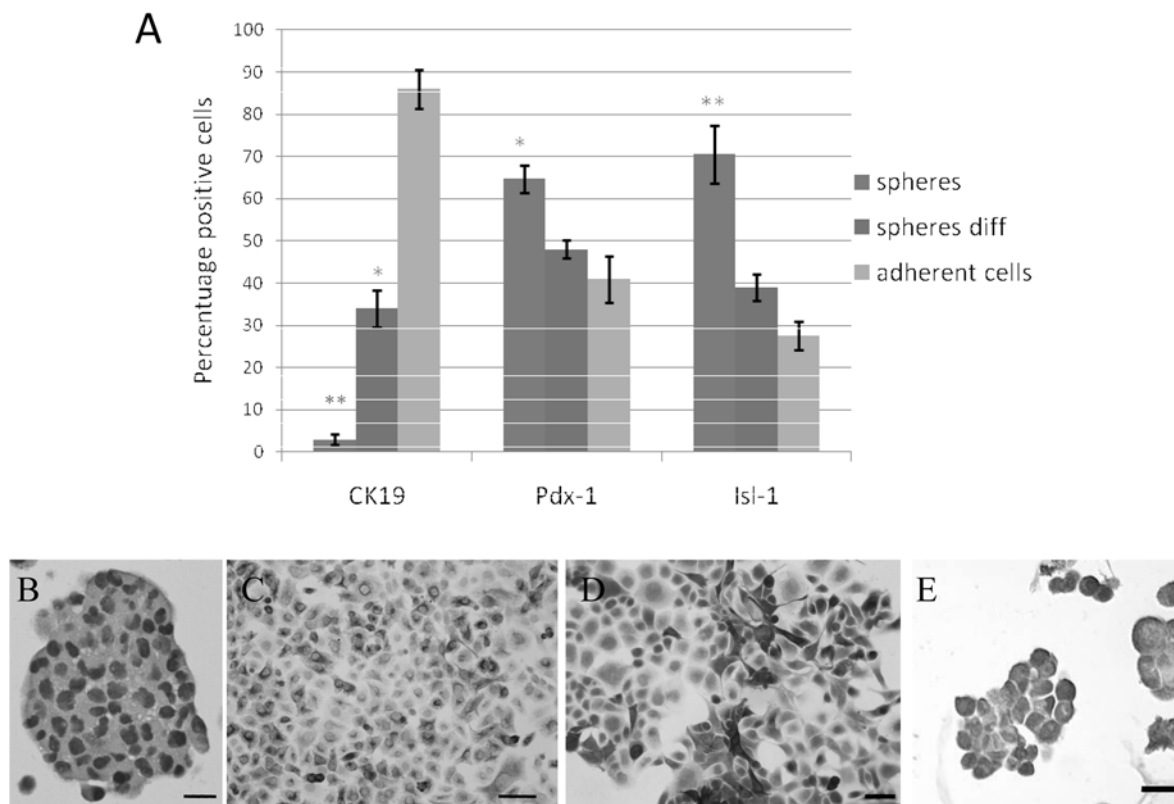 A
Percentuage positive cells
100
90
80
70
60
50
40
30
20
10
0
**
*
*
**
CK19
Pdx-1
Isl-1
spheres
spheres diff
adherent cells
B
C
D
E